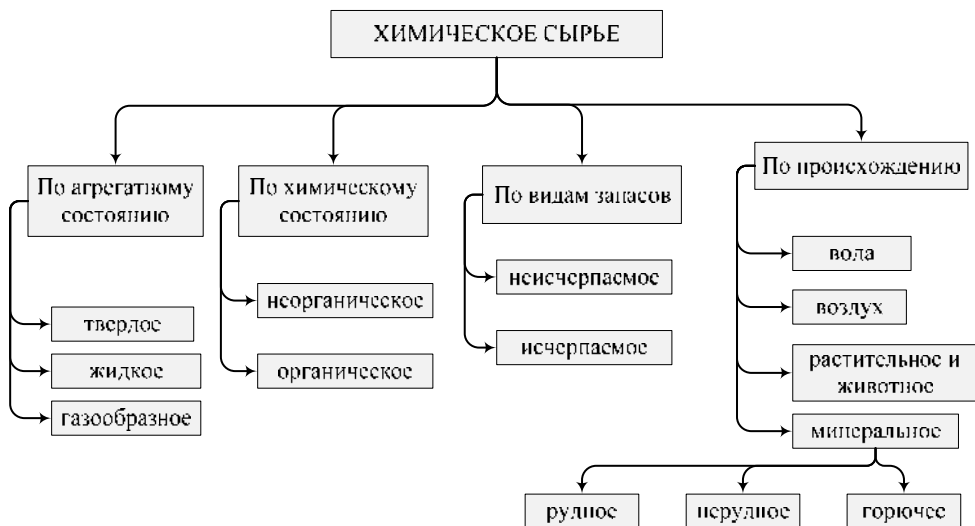 ХИМИЧЕСКОЕ СЫРЬЕ
По агрегатному
состоянию
твердое
жидкое
газообразное
По химическому
состоянию
неорганическое
органическое
По видам запасов
неисчерпаемое
исчерпаемое
По происхождению
вода
воздух
растительное и
животное
минеральное
рудное
нерудное
горючее